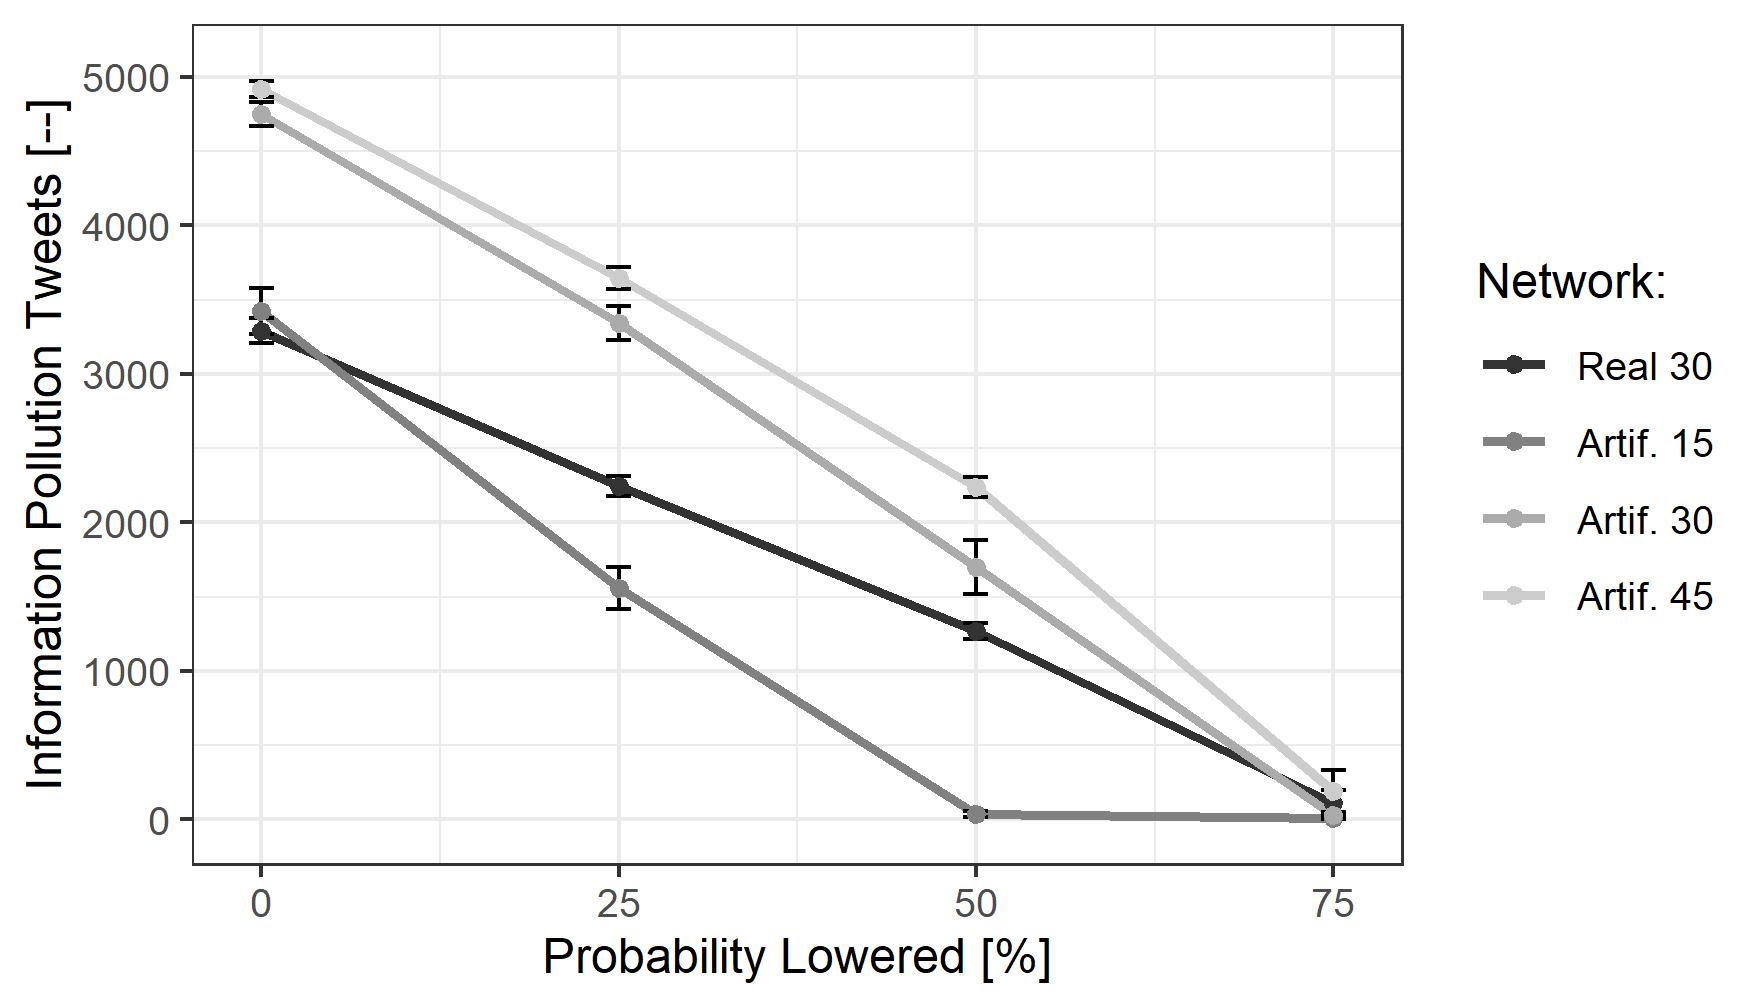 Information Pollution Tweets [--]
5000
4000
3000
2000
1000
0
0 25 50 75
Probability Lowered [%]
Network:
Real 30
Artif. 15
Artif. 30
Artif. 45